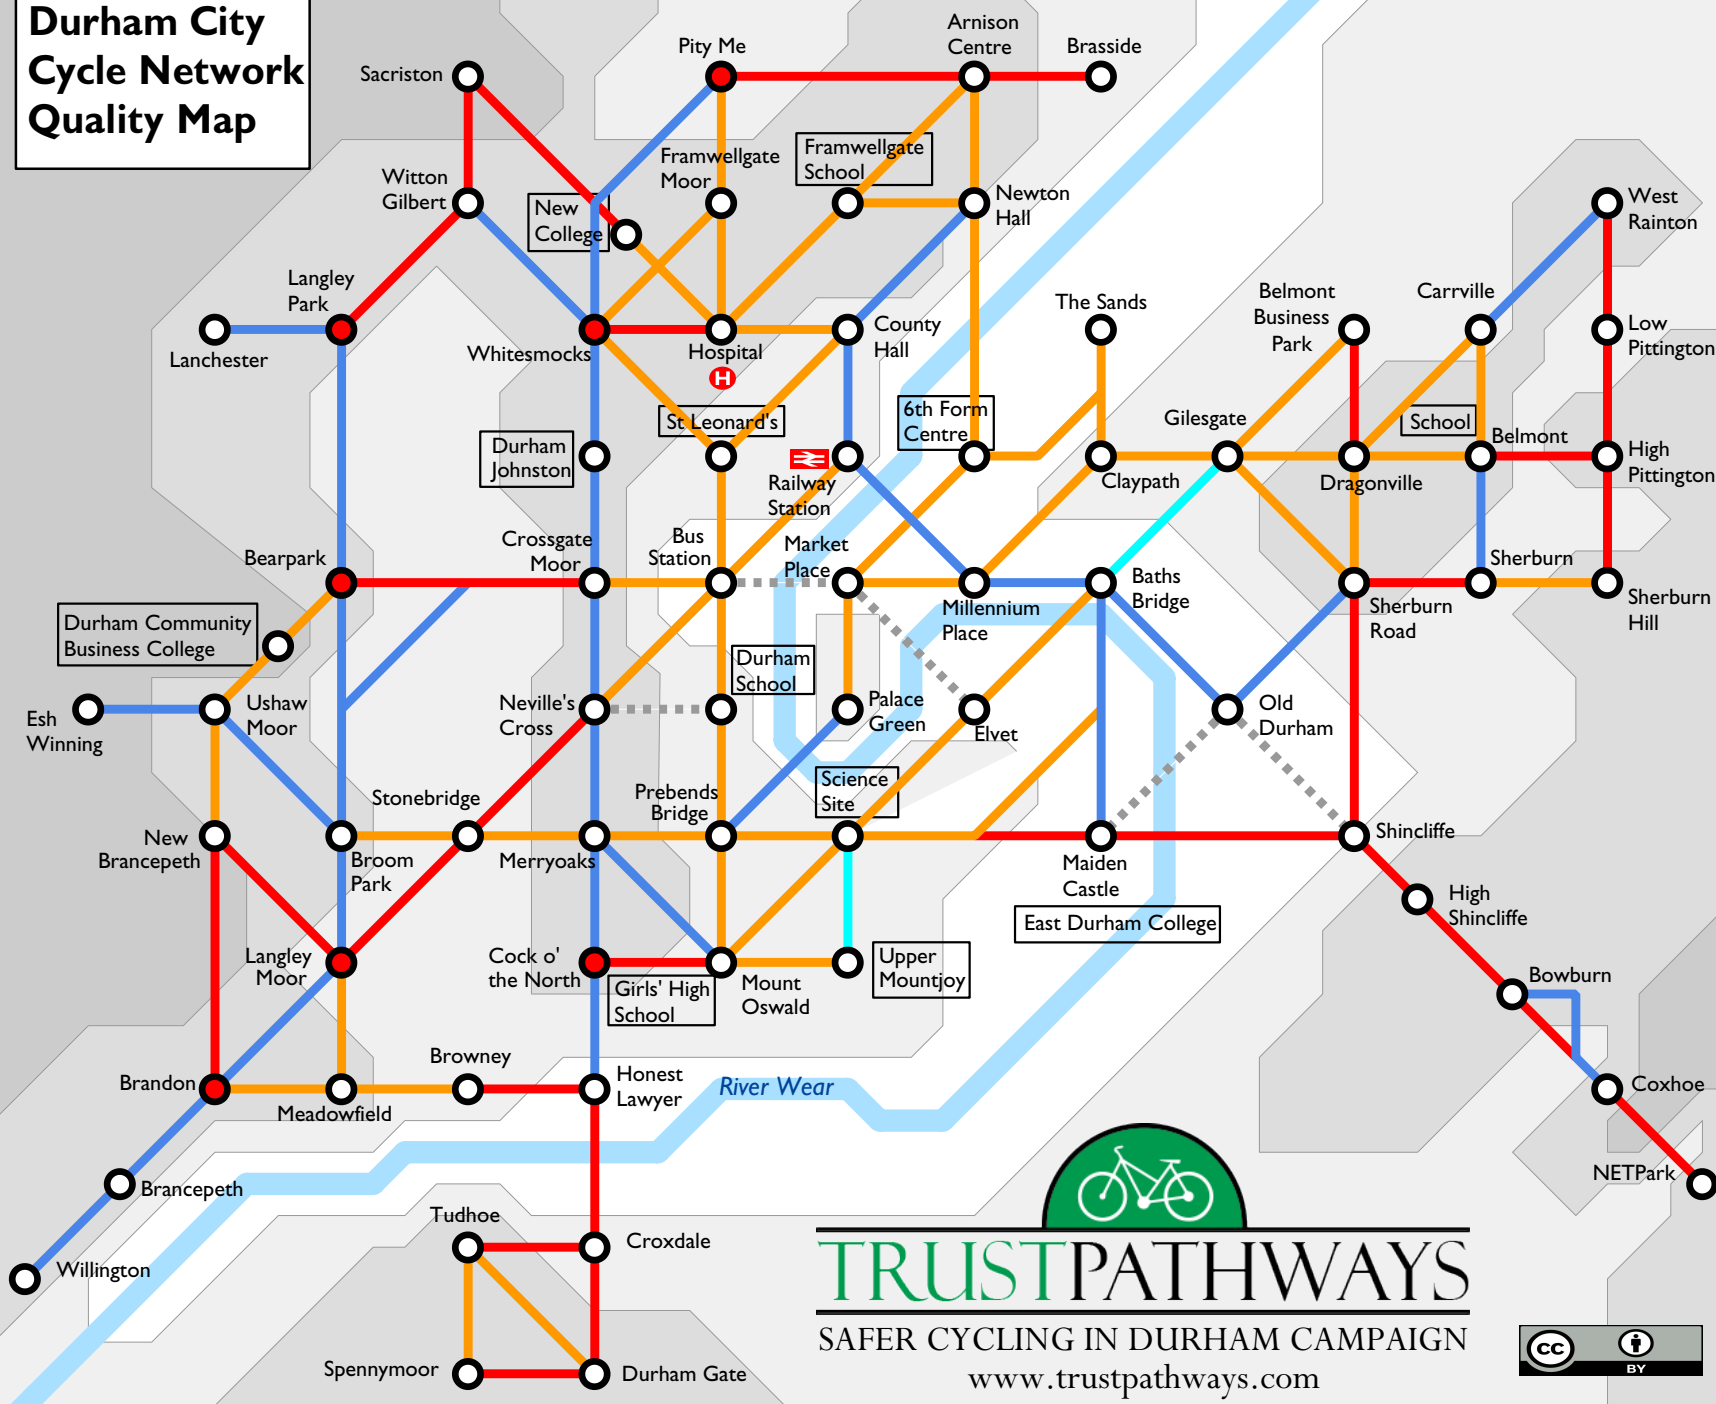 Durham City
Cycle Network
Quality Map
Sacriston
Pity Me
Arnison
Centre
Brasside
Witton
Gilbert
New
College
Framwellgate
Moor
Framwellgate
School
Newton
Hall
West
Rainton
Langley
Park
Lanchester
Whitesmocks
Hospital
H
County
Hall
The Sands
Belmont
Business
Park
Carrville
Low
Pittington
Durham
Johnston
St Leonard's
Railway
Station
6th Form
Centre
Claypath
Gilesgate
Dragonville
School
Belmont
High
Pittington
Bearpark
Crossgate
Moor
Bus
Station
Market
Place
Millennium
Place
Baths
Bridge
Sherburn
Road
Sherburn
Sherburn
Hill
Durham Community
Business College
Esh
Winning
Ushaw
Moor
Neville's
Cross
Durham
School
Palace
Green
Elvet
Old
Durham
New
Brancepeth
Broom
Park
Stonebridge
Merryoaks
Prebends
Bridge
Science
Site
Maiden
Castle
East Durham College
Shincliffe
High
Shincliffe
Langley
Moor
Cock o'
the North
Girls' High
School
Mount
Oswald
Upper
Mountjoy
Bowburn
Brandon
Meadowfield
Browney
Honest
Lawyer
River Wear
Coxhoe
NETPark
Brancepeth
Willington
Tudhoe
Croxdale
Spennymoor
Durham Gate
TRUSTPATHWAYS
SAFER CYCLING IN DURHAM CAMPAIGN
www.trustpathways.com
cc
BY